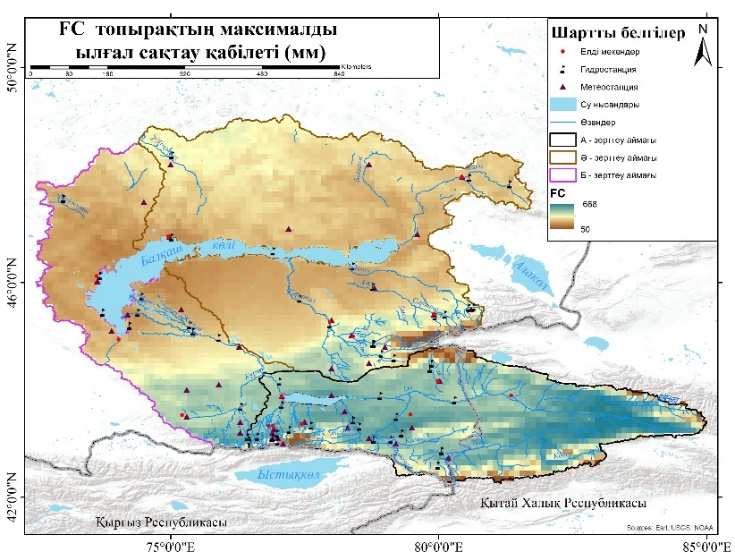 FC топырақтың максималды
ылғал сақтау қабілеті (мм)
Kilometers
0 80 160 320 480 640
Шартты белгілер
N
Елді мекендер
Гидростанция
Метеостанция
Су нысандары
Өзендер
А - зерттеу аймағы
Ә - зерттеу аймағы
Б - зерттеу аймағы
FC
668
50
50°0'0"N
46°0'0"N
42°0'0"N
Балқаш көлі
Алакөл
Ыстықкөл
Қырғыз Республикасы
Қытай Халық Республикасы
Sources: Esri, USGS, NOAA
75°0'0"E
80°0'0"E
85°0'0"E